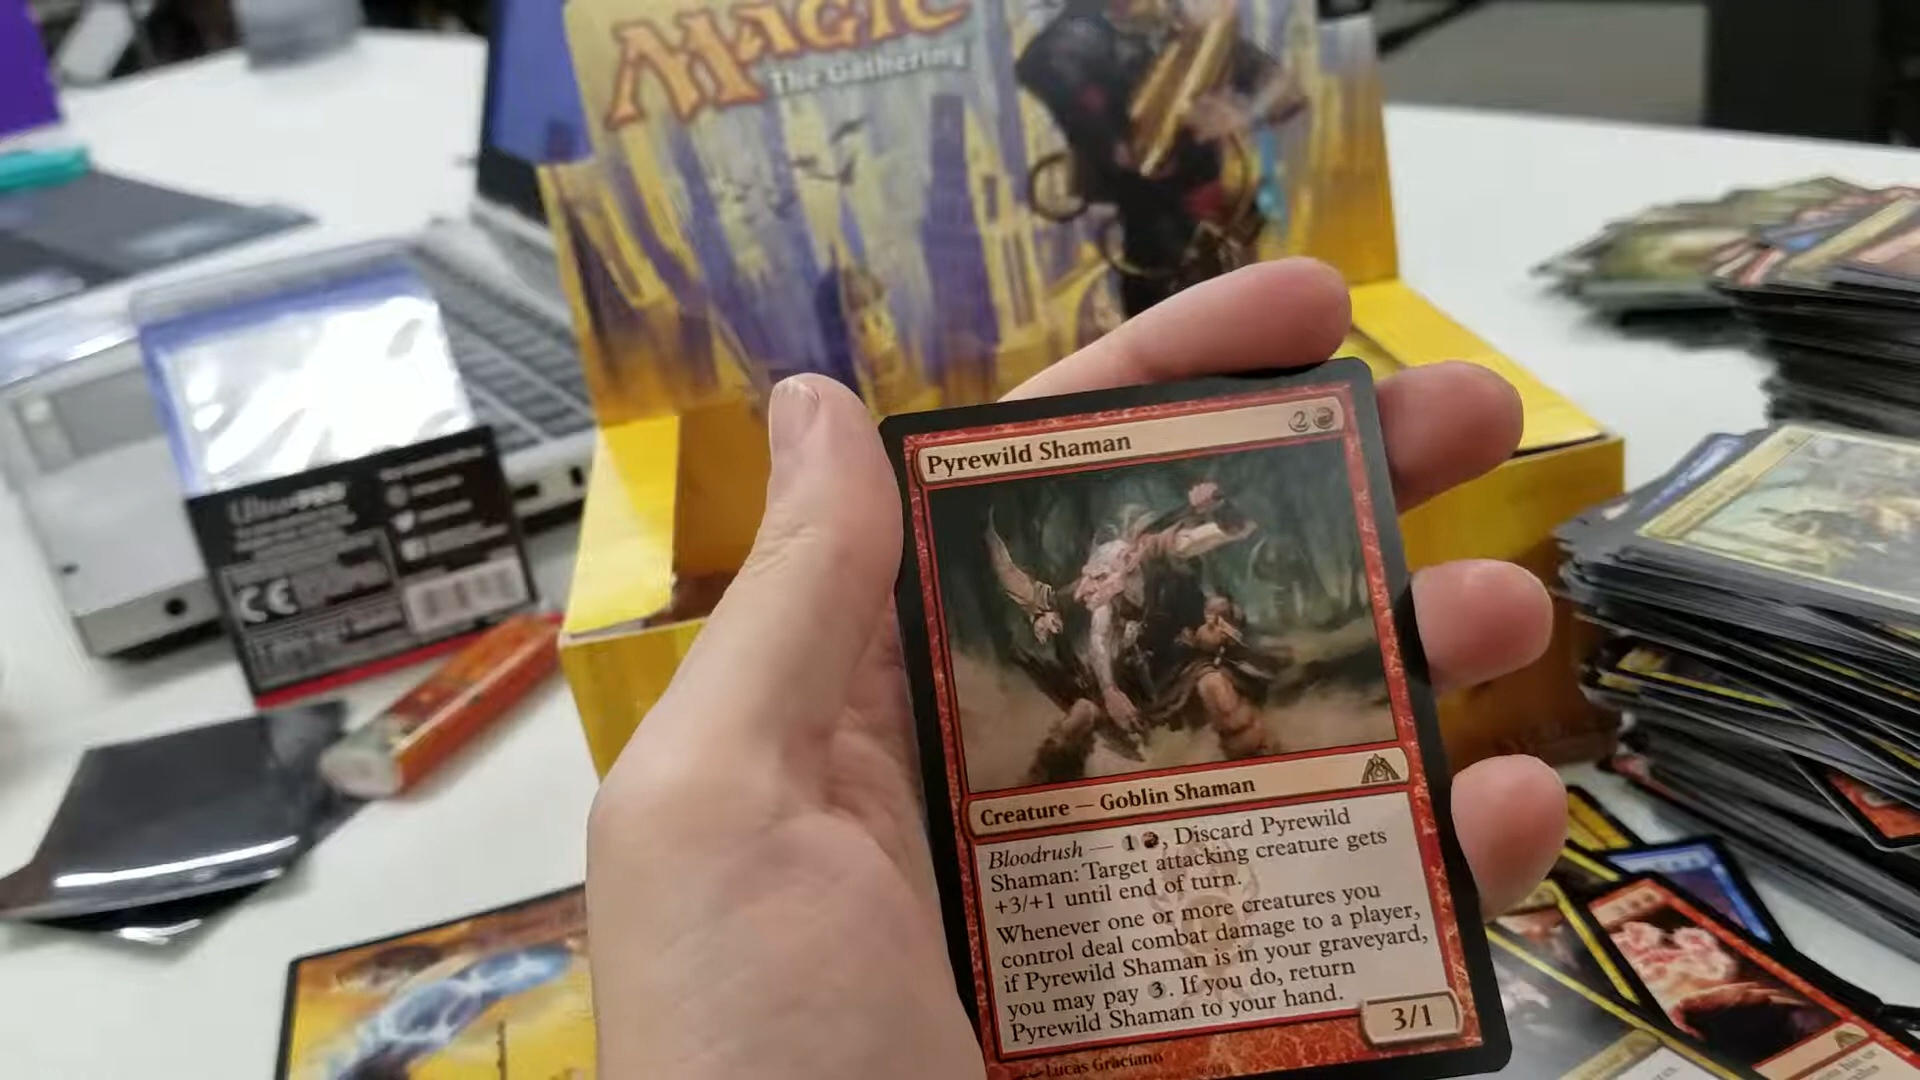 MAGIC
The Gathering
Pyrewild Shaman 2
Creature — Goblin Shaman
Bloodrush — 1, Discard Pyrewild
Shaman: Target attacking creature gets
+3/+1 until end of turn.
Whenever one or more creatures you
control deal combat damage to a player,
if Pyrewild Shaman is in your graveyard,
you may pay 3. If you do, return
Pyrewild Shaman to your hand.
3/1
Lucas Graciano
CE